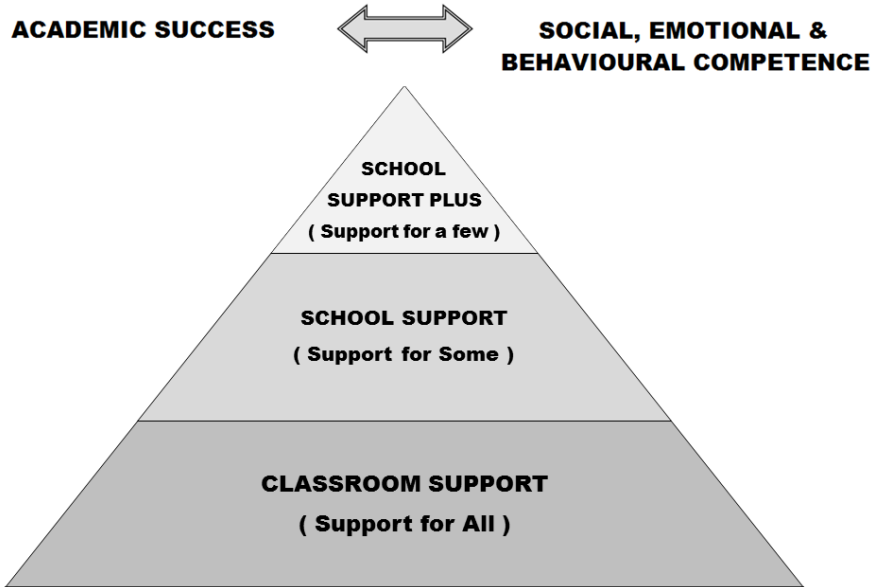 ACADEMIC SUCCESS
SOCIAL, EMOTIONAL &
BEHAVIOURAL COMPETENCE
SCHOOL
SUPPORT PLUS
( Support for a few )
SCHOOL SUPPORT
( Support for Some )
CLASSROOM SUPPORT
( Support for All )